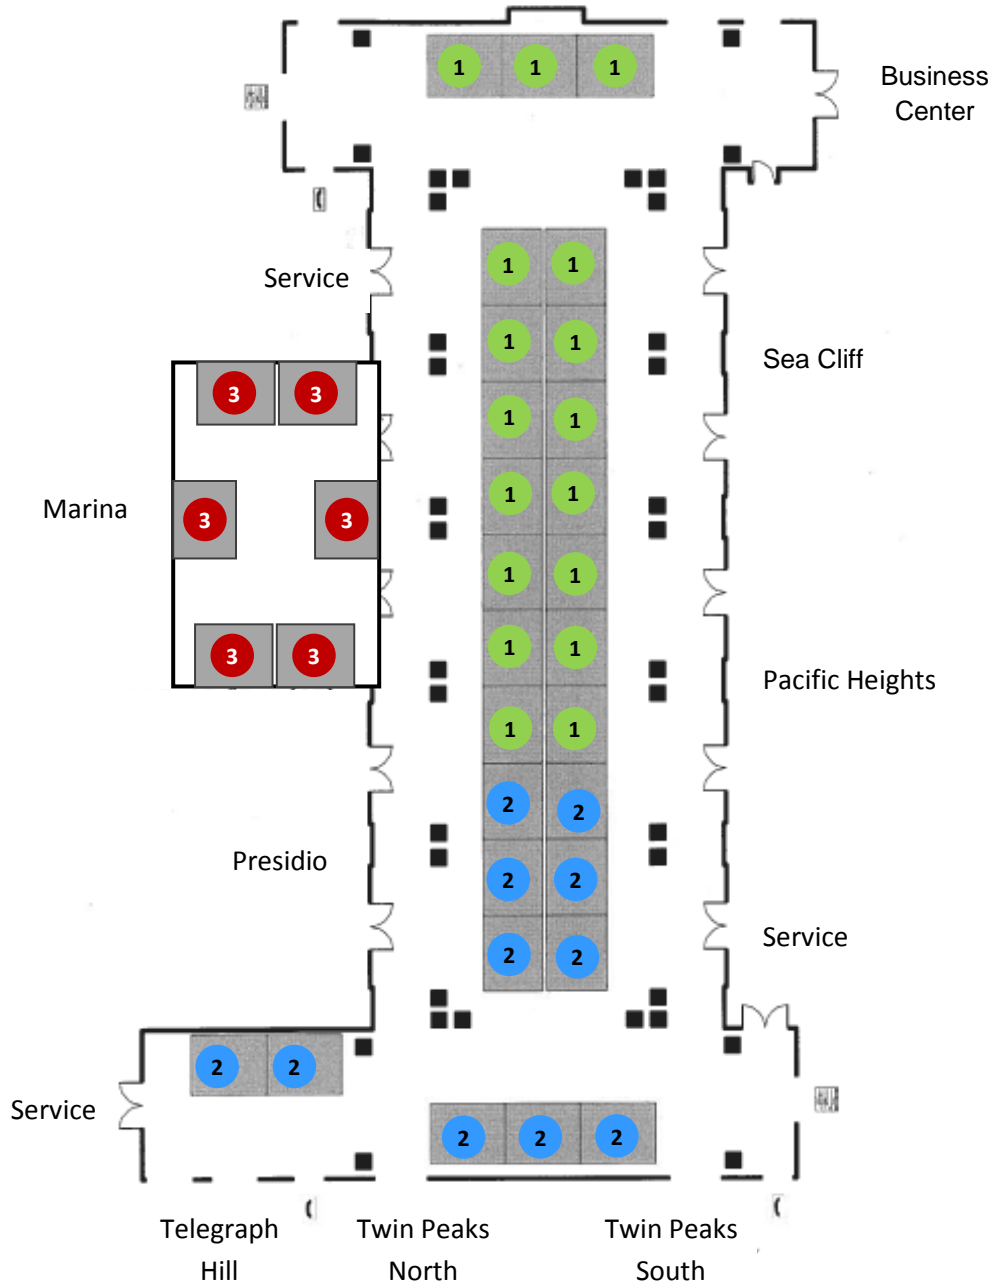 1 1 1
Business
Center
Service
1 1
1 1
Sea Cliff
3 3
1 1
Marina
3 3
1 1
1 1
3 3
1 1
Pacific Heights
1 1
2 2
Presidio
2 2
Service
2 2
2 2
Service
2 2 2
Telegraph
Hill
Twin Peaks
North
Twin Peaks
South